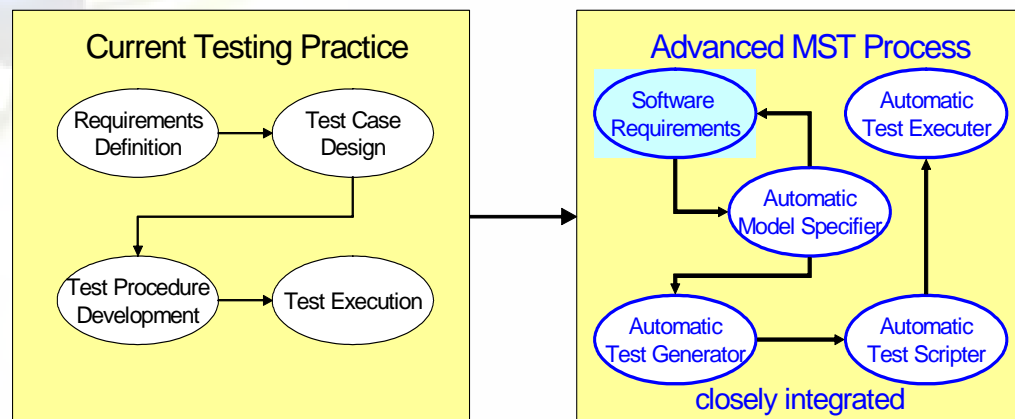 Current Testing Practice
Requirements
Definition
Test Case
Design
Test Procedure
Development
Test Execution
Advanced MST Process
Software
Requirements
Automatic
Test Executer
Automatic
Model Specifier
Automatic
Test Generator
Automatic
Test Scripter
closely integrated